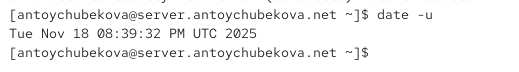 [antoychubekova@server.antoychubekova.net ~]$ date -u
Tue Nov 18 08:39:32 PM UTC 2025
[antoychubekova@server.antoychubekova.net ~]$